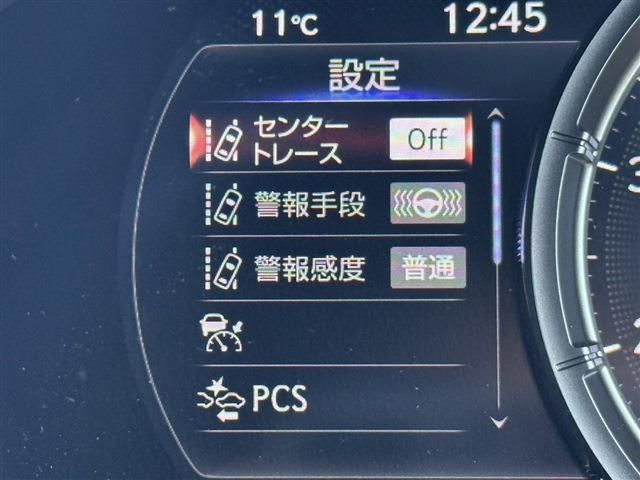 11℃
12:45
設定
センター
トレース
Off
警報手段
警報感度
普通
PCS